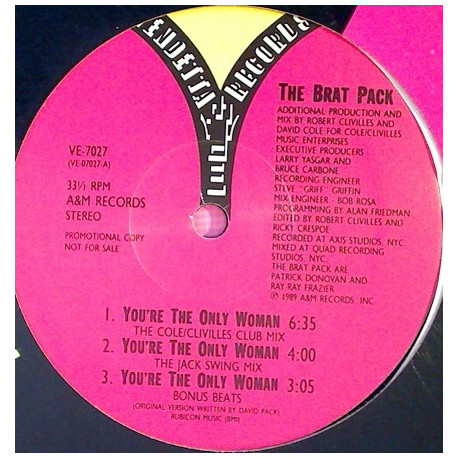 VENDETTA RECORDS
THE BRAT PACK
ADDITIONAL PRODUCTION AND
MIX BY ROBERT CLIVILLES AND
DAVID COLE FOR COLE/CLIVILLES
MUSIC ENTERPRISES
EXECUTIVE PRODUCERS
LARRY YASGAR AND
BRUCE CARBONE
RECORDING ENGINEER
STEVE "GRIFF" GRIFFIN
MIX ENGINEER - BOB ROSA
PROGRAMMING BY ALAN FRIEDMAN
EDITED BY ROBERT CLIVILLES AND
RICKY CRESPOE
RECORDED AT AXIS STUDIOS, NYC
MIXED AT QUAD RECORDING
STUDIOS, NYC.
THE BRAT PACK ARE
PATRICK DONOVAN AND
RAY RAY FRAZIER
℗ 1989 A&M RECORDS, INC.
VE-7027
(VE-07027-A)
33⅓ RPM
A&M RECORDS
STEREO
PROMOTIONAL COPY
NOT FOR SALE
1. YOU'RE THE ONLY WOMAN 6:35
THE COLE/CLIVILLES CLUB MIX
2. YOU'RE THE ONLY WOMAN 4:00
THE JACK SWING MIX
3. YOU'RE THE ONLY WOMAN 3:05
BONUS BEATS
(ORIGINAL VERSION WRITTEN BY DAVID PACK)
RUBICON MUSIC (BMI)